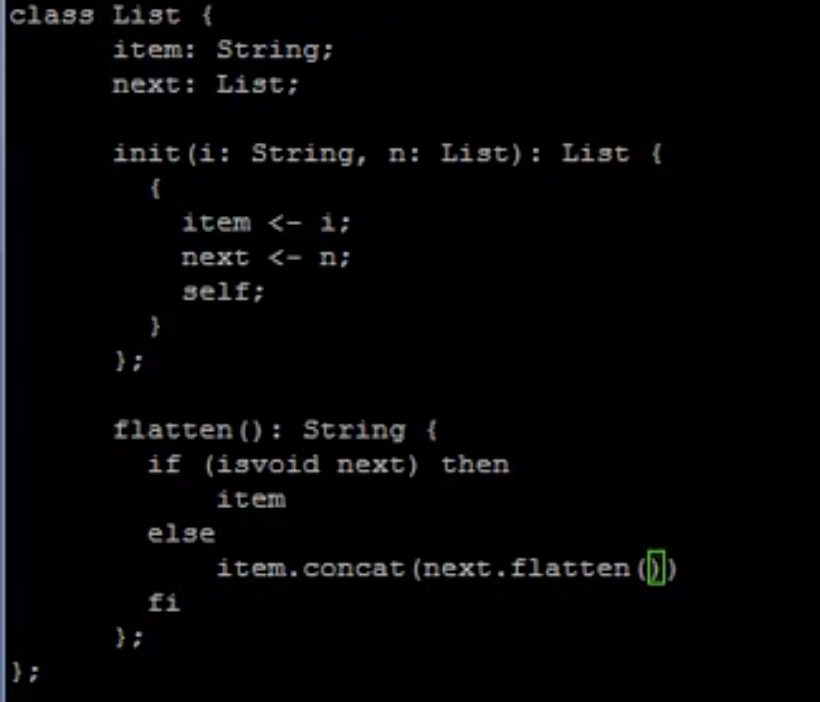 class List {
item: String;
next: List;
init(i: String, n: List): List {
{
item <- i;
next <- n;
self;
}
};
flatten(): String {
if (isvoid next) then
item
else
item.concat(next.flatten())
fi
};
};